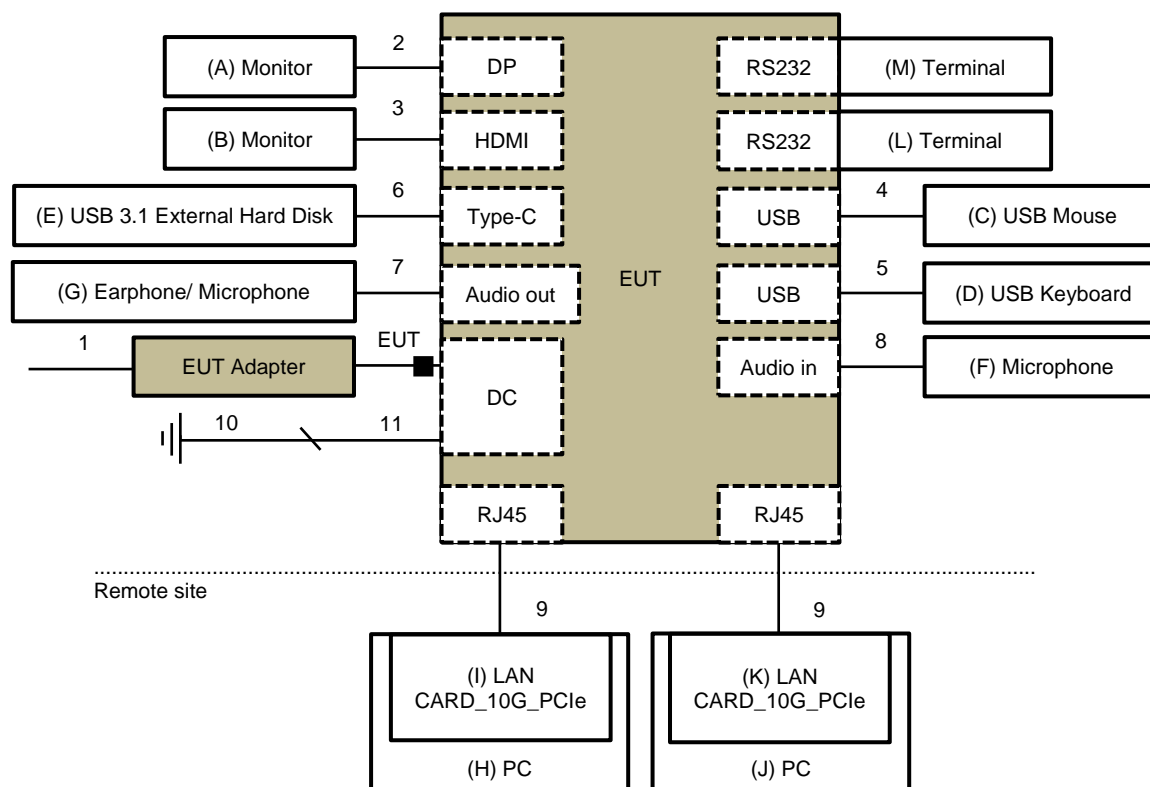 2
(A) Monitor
DP
RS232
(M) Terminal
3
(B) Monitor
HDMI
RS232
(L) Terminal
6
(E) USB 3.1 External Hard Disk
Type-C
USB
4
(C) USB Mouse
7
(G) Earphone/ Microphone
Audio out
EUT
USB
5
(D) USB Keyboard
1
EUT Adapter
EUT
DC
Audio in
8
(F) Microphone
10
11
RJ45
RJ45
Remote site
9
9
(I) LAN
CARD_10G_PCIe
(K) LAN
CARD_10G_PCIe
(H) PC
(J) PC